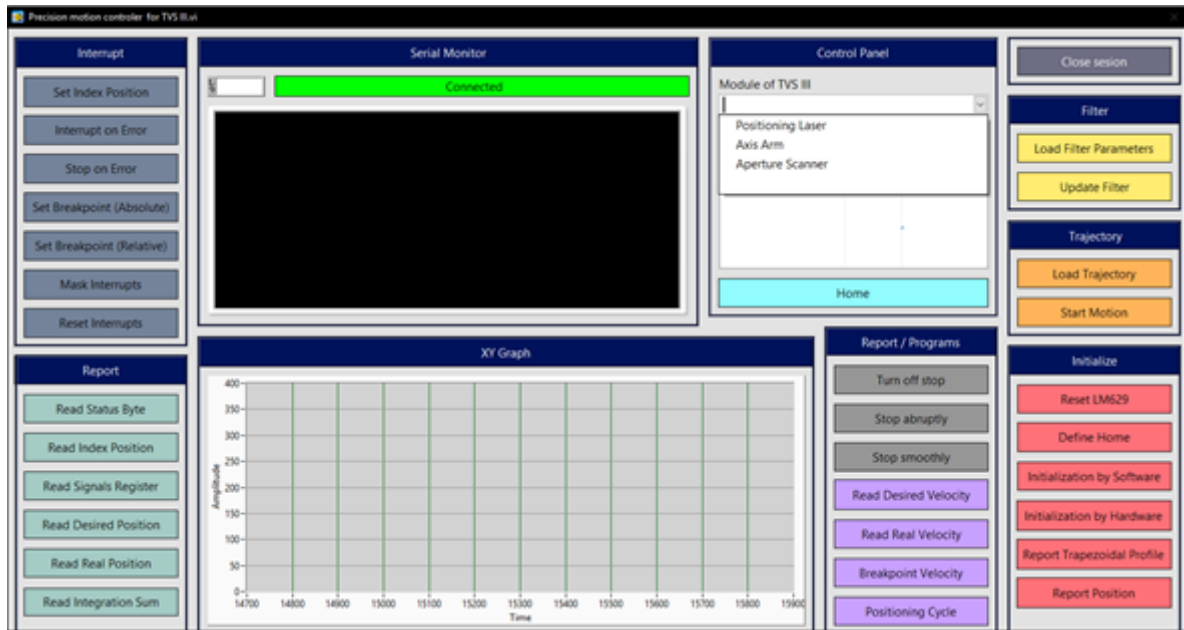 Precision motion controler for TVS III.vi
Interrupt
Set Index Position
Interrupt on Error
Stop on Error
Set Breakpoint (Absolute)
Set Breakpoint (Relative)
Mask Interrupts
Reset Interrupts
Report
Read Status Byte
Read Index Position
Read Signals Register
Read Desired Position
Read Real Position
Read Integration Sum
Serial Monitor
Connected
XY Graph
Amplitude
400
350
300
250
200
150
100
50
0
14700 14800 14900 15000 15100 15200 15300 15400 15500 15600 15700 15800 15900
Time
Control Panel
Module of TVS III
Positioning Laser
Axis Arm
Aperture Scanner
Home
Report / Programs
Turn off stop
Stop abruptly
Stop smoothly
Read Desired Velocity
Read Real Velocity
Breakpoint Velocity
Positioning Cycle
Close sesion
Filter
Load Filter Parameters
Update Filter
Trajectory
Load Trajectory
Start Motion
Initialize
Reset LM629
Define Home
Initialization by Software
Initialization by Hardware
Report Trapezoidal Profile
Report Position